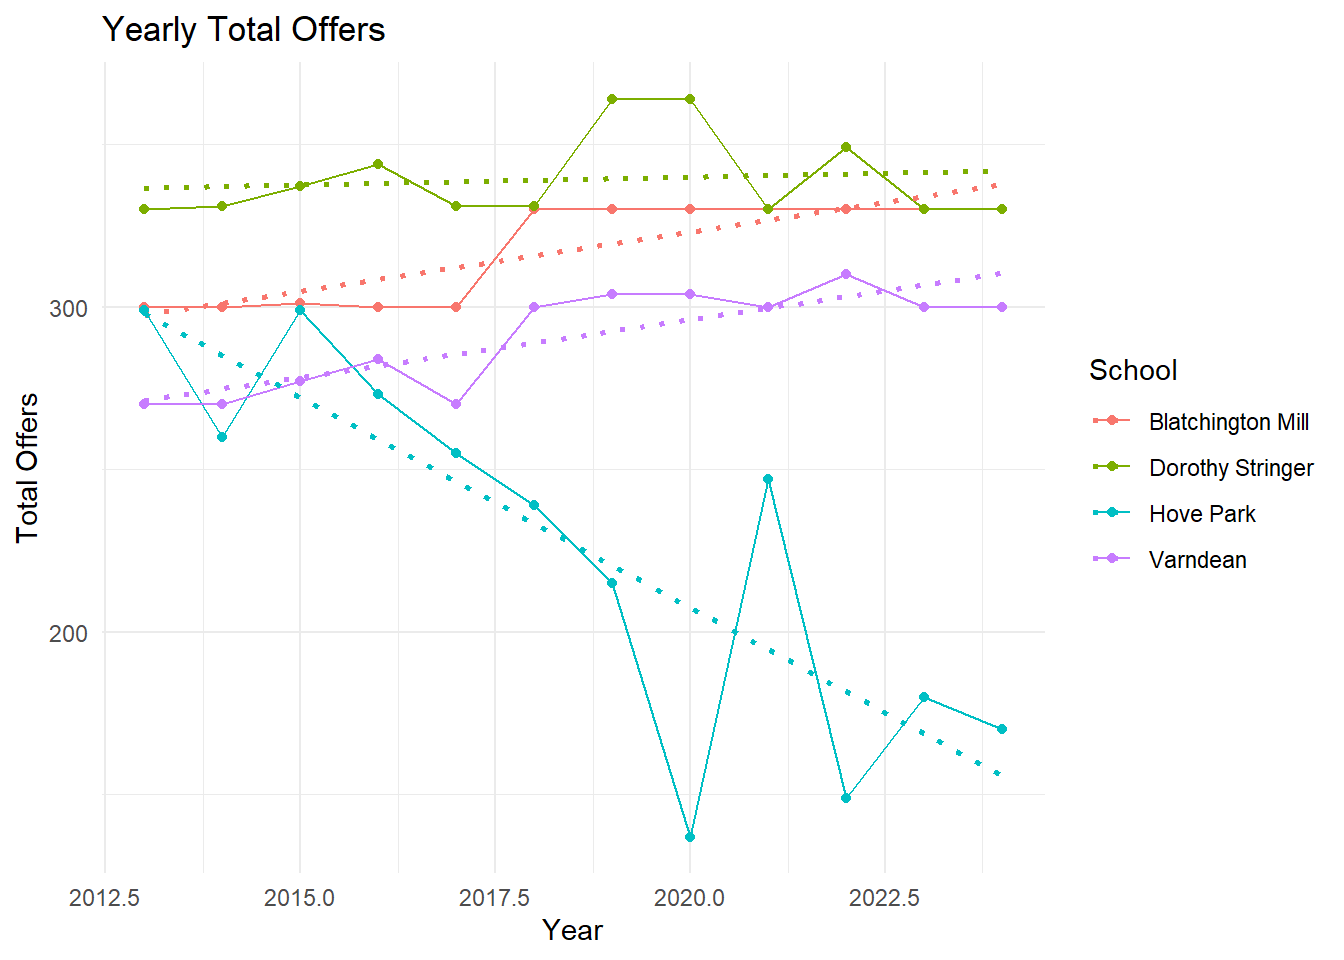 Yearly Total Offers
Total Offers
300
200
2012.5
2015.0
2017.5
2020.0
2022.5
Year
School
Blatchington Mill
Dorothy Stringer
Hove Park
Varndean